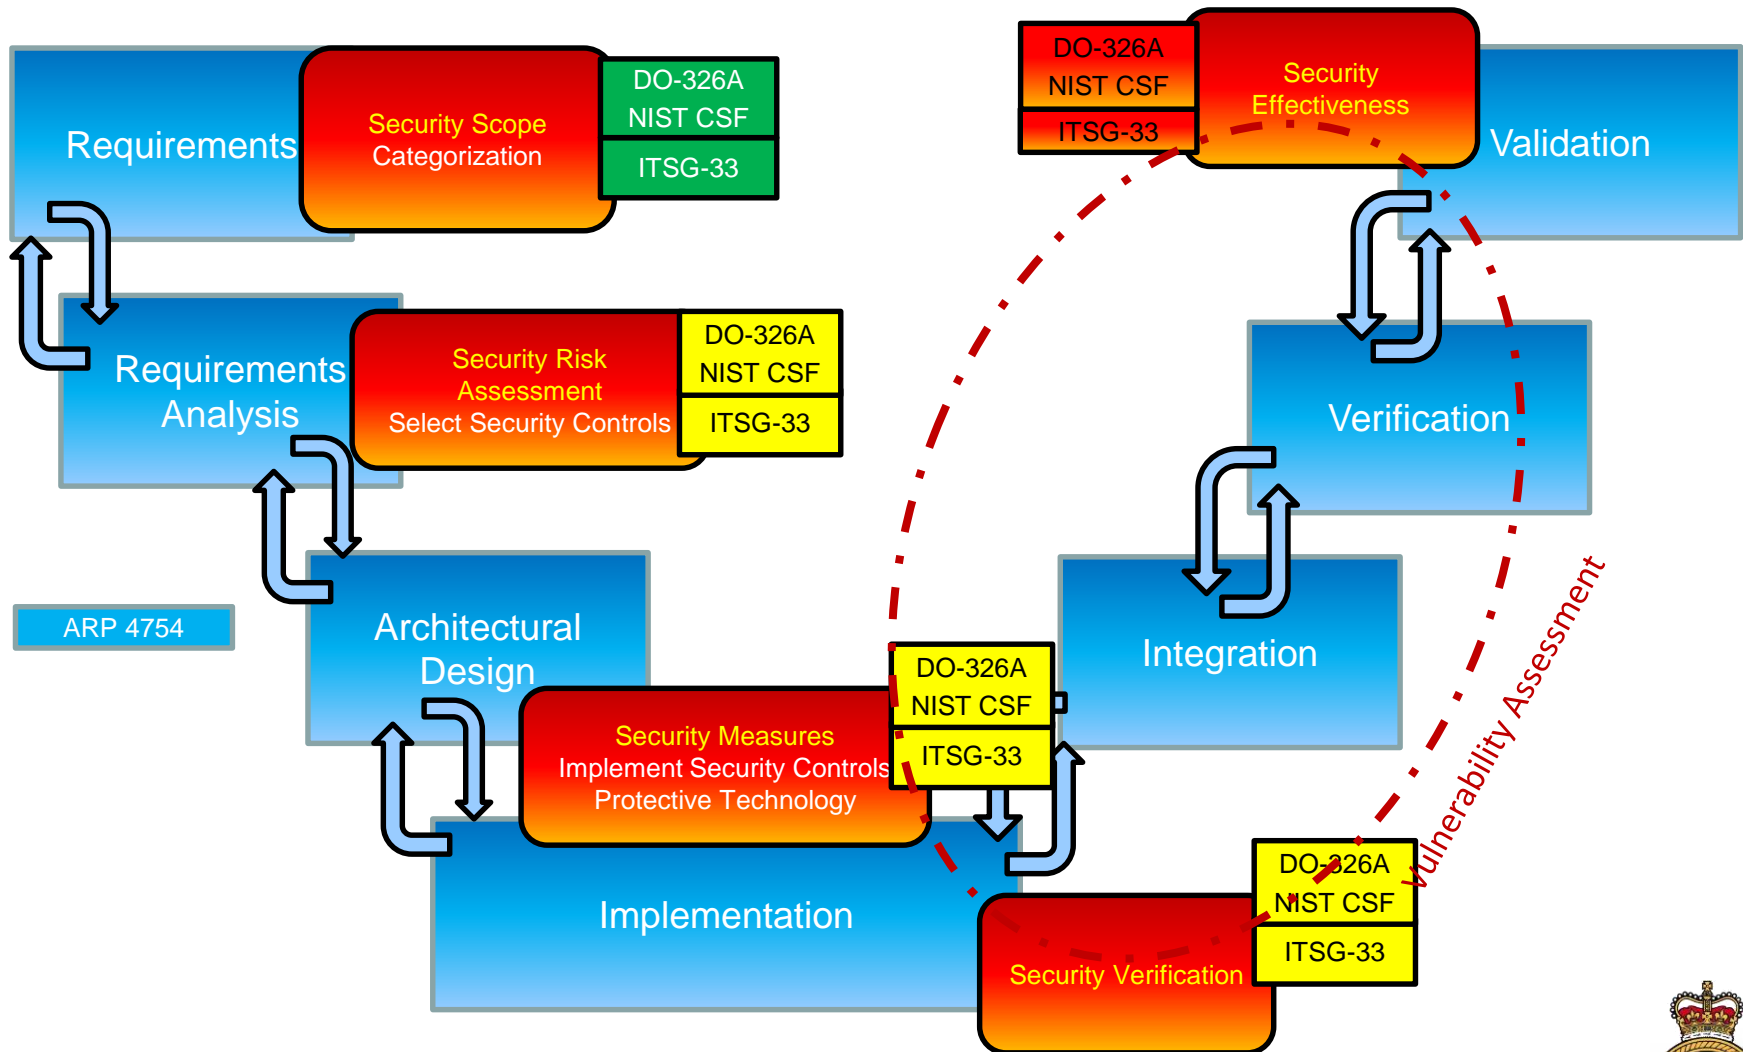 Requirements
Security Scope
Categorization
DO-326A
NIST CSF
ITSG-33
DO-326A
NIST CSF
ITSG-33
Security
Effectiveness
Validation
Requirements
Analysis
Security Risk
Assessment
Select Security Controls
DO-326A
NIST CSF
ITSG-33
Verification
ARP 4754
Architectural
Design
Security Measures
Implement Security Controls
Protective Technology
DO-326A
NIST CSF
ITSG-33
Integration
Vulnerability Assessment
Implementation
Security Verification
DO-326A
NIST CSF
ITSG-33